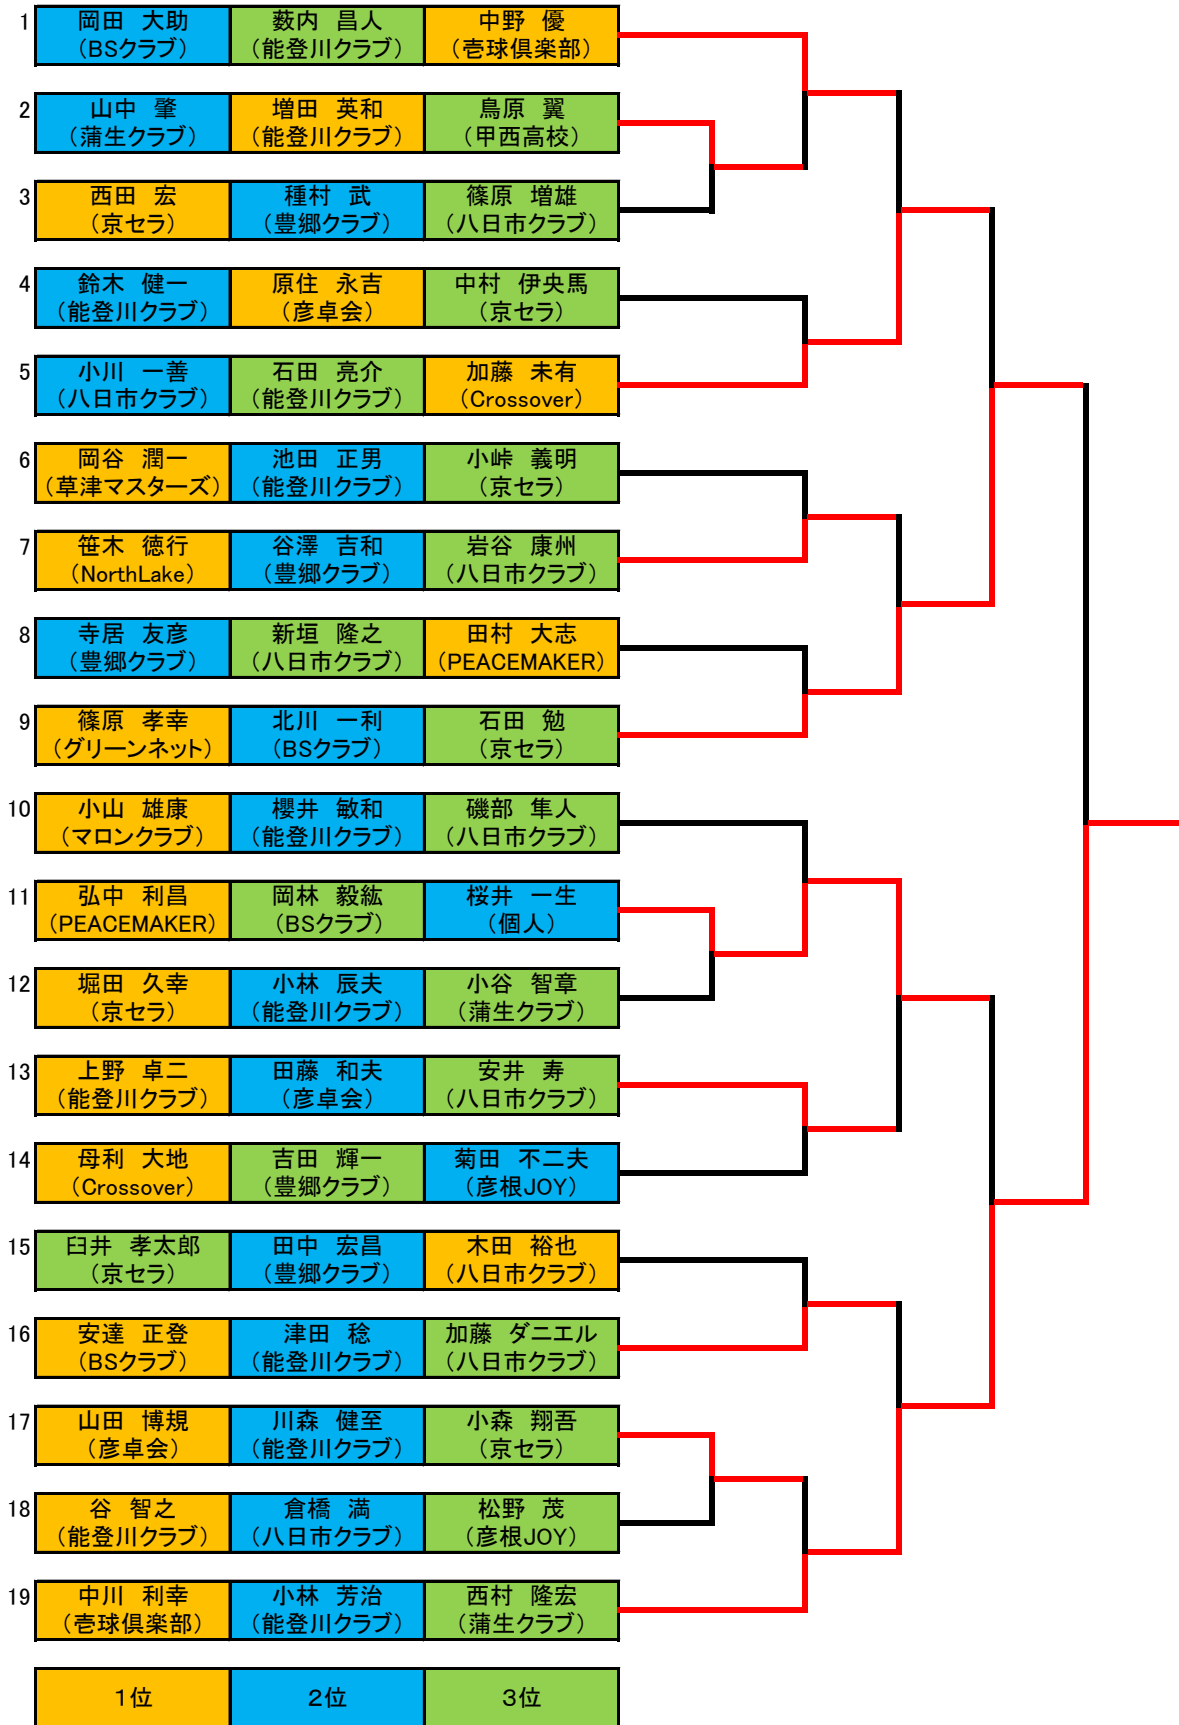 1
岡田 大助
（BSクラブ）
薮内 昌人
（能登川クラブ）
中野 優
（壱球倶楽部）
2
山中 肇
（蒲生クラブ）
増田 英和
（能登川クラブ）
鳥原 翼
（甲西高校）
3
西田 宏
（京セラ）
種村 武
（豊郷クラブ）
篠原 増雄
（八日市クラブ）
4
鈴木 健一
（能登川クラブ）
原住 永吉
（彦卓会）
中村 伊央馬
（京セラ）
5
小川 一善
（八日市クラブ）
石田 亮介
（能登川クラブ）
加藤 未有
（Crossover）
6
岡谷 潤一
（草津マスターズ）
池田 正男
（能登川クラブ）
小峠 義明
（京セラ）
7
笹木 徳行
（NorthLake）
谷澤 吉和
（豊郷クラブ）
岩谷 康州
（八日市クラブ）
8
寺居 友彦
（豊郷クラブ）
新垣 隆之
（八日市クラブ）
田村 大志
（PEACEMAKER）
9
篠原 孝幸
（グリーンネット）
北川 一利
（BSクラブ）
石田 勉
（京セラ）
10
小山 雄康
（マロンクラブ）
櫻井 敏和
（能登川クラブ）
磯部 隼人
（八日市クラブ）
11
弘中 利昌
（PEACEMAKER）
岡林 毅紘
（BSクラブ）
桜井 一生
（個人）
12
堀田 久幸
（京セラ）
小林 辰夫
（能登川クラブ）
小谷 智章
（蒲生クラブ）
13
上野 卓二
（能登川クラブ）
田藤 和夫
（彦卓会）
安井 寿
（八日市クラブ）
14
母利 大地
（Crossover）
吉田 輝一
（豊郷クラブ）
菊田 不二夫
（彦根JOY）
15
臼井 孝太郎
（京セラ）
田中 宏昌
（豊郷クラブ）
木田 裕也
（八日市クラブ）
16
安達 正登
（BSクラブ）
津田 稔
（能登川クラブ）
加藤 ダニエル
（八日市クラブ）
17
山田 博規
（彦卓会）
川森 健至
（能登川クラブ）
小森 翔吾
（京セラ）
18
谷 智之
（能登川クラブ）
倉橋 満
（八日市クラブ）
松野 茂
（彦根JOY）
19
中川 利幸
（壱球倶楽部）
小林 芳治
（能登川クラブ）
西村 隆宏
（蒲生クラブ）
１位
２位
３位